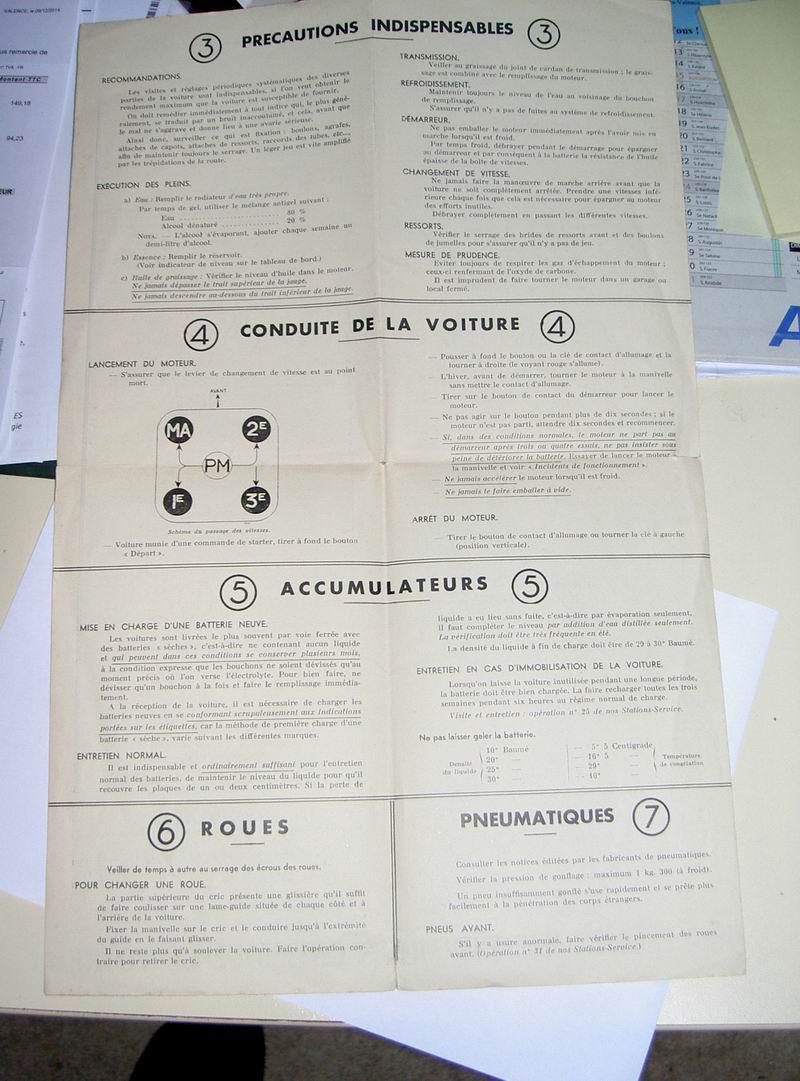 VALENCE, le 09/12/2014
us remercie de
Montant TTC
149,18
94,23
EUR
ES
gie
3 PRECAUTIONS INDISPENSABLES 3
RECOMMANDATIONS.
Les visites et réglages périodiques systématiques des diverses
parties de la voiture sont indispensables, si l'on veut obtenir le
rendement maximum que la voiture est susceptible de fournir.
On doit remédier immédiatement à tout indice qui, le plus géné-
ralement, se traduit par un bruit inaccoutumé, et cela, avant que
le mal ne s'aggrave et donne lieu à une avarie sérieuse.
Ainsi donc, surveiller ce qui est fixation : boulons, agrafes,
attaches de capots, attaches de ressorts, raccords des tubes, etc...
afin de maintenir toujours le serrage. Un léger jeu est vite amplifié
par les trépidations de la route.
EXÉCUTION DES PLEINS.
a) Eau : Remplir le radiateur d'eau très propre.
Par temps de gel, utiliser le mélange antigel suivant :
Eau ........................ 80 %
Alcool dénaturé ................ 20 %
NOTA. — L'alcool s'évaporant, ajouter chaque semaine un
demi-litre d'alcool.
b) Essence : Remplir le réservoir.
(Voir indicateur de niveau sur le tableau de bord.)
c) Huile de graissage : Vérifier le niveau d'huile dans le moteur.
Ne jamais dépasser le trait supérieur de la jauge.
Ne jamais descendre au-dessous du trait inférieur de la jauge.
TRANSMISSION.
Veiller au graissage du joint de cardan de transmission ; le grais-
sage est combiné avec le remplissage du moteur.
REFROIDISSEMENT.
Maintenir toujours le niveau de l'eau au voisinage du bouchon
de remplissage.
S'assurer qu'il n'y a pas de fuites au système de refroidissement.
DÉMARREUR.
Ne pas emballer le moteur immédiatement après l'avoir mis en
marche lorsqu'il est froid.
Par temps froid, débrayer pendant le démarrage pour épargner
au démarreur et par conséquent à la batterie la résistance de l'huile
épaisse de la boîte de vitesses.
CHANGEMENT DE VITESSE.
Ne jamais faire la manœuvre de marche arrière avant que la
voiture ne soit complètement arrêtée. Prendre une vitesse infé-
rieure chaque fois que cela est nécessaire pour épargner au moteur
des efforts inutiles.
Débrayer complètement en passant les différentes vitesses.
RESSORTS.
Vérifier le serrage des brides de ressorts avant et des boulons
de jumelles pour s'assurer qu'il n'y a pas de jeu.
MESURE DE PRUDENCE.
Eviter toujours de respirer les gaz d'échappement du moteur ;
ceux-ci renfermant de l'oxyde de carbone.
Il est imprudent de faire tourner le moteur dans un garage ou
local fermé.
4 CONDUITE DE LA VOITURE 4
LANCEMENT DU MOTEUR.
— S'assurer que le levier de changement de vitesse est au point
mort.
AVANT
MA 2E
PM
1E 3E
Schéma du passage des vitesses.
— Voiture munie d'une commande de starter, tirer à fond le bouton
« Départ ».
— Pousser à fond le bouton ou la clé de contact d'allumage et la
tourner à droite (le voyant rouge s'allume).
— L'hiver, avant de démarrer, tourner le moteur à la manivelle
sans mettre le contact d'allumage.
— Tirer sur le bouton de contact du démarreur pour lancer le
moteur.
— Ne pas agir sur le bouton pendant plus de dix secondes ; si le
moteur n'est pas parti, attendre dix secondes et recommencer.
— Si, dans des conditions normales, le moteur ne part pas au
démarreur après trois ou quatre essais, ne pas insister sous
peine de détériorer la batterie. Essayer de lancer le moteur à
la manivelle et voir « Incidents de fonctionnement ».
— Ne jamais accélérer le moteur lorsqu'il est froid.
— Ne jamais le faire emballer à vide.
ARRÊT DU MOTEUR.
— Tirer le bouton de contact d'allumage ou tourner la clé à gauche
(position verticale).
5 ACCUMULATEURS 5
MISE EN CHARGE D'UNE BATTERIE NEUVE.
Les voitures sont livrées le plus souvent par voie ferrée avec
des batteries « sèches », c'est-à-dire ne contenant aucun liquide
et qui peuvent dans ces conditions se conserver plusieurs mois,
à la condition expresse que les bouchons ne soient dévissés qu'au
moment précis où l'on verse l'électrolyte. Pour bien faire, ne
dévisser qu'un bouchon à la fois et faire le remplissage immédia-
tement.
A la réception de la voiture, il est nécessaire de charger les
batteries neuves en se conformant scrupuleusement aux indications
portées sur les étiquettes, car la méthode de première charge d'une
batterie « sèche », varie suivant les différentes marques.
ENTRETIEN NORMAL.
Il est indispensable et ordinairement suffisant pour l'entretien
normal des batteries, de maintenir le niveau du liquide pour qu'il
recouvre les plaques de un ou deux centimètres. Si la perte de
liquide a eu lieu sans fuite, c'est-à-dire par évaporation seulement,
il faut compléter le niveau par addition d'eau distillée seulement.
La vérification doit être très fréquente en été.
La densité du liquide à fin de charge doit être de 29 à 30° Baumé.
ENTRETIEN EN CAS D'IMMOBILISATION DE LA VOITURE.
Lorsqu'on laisse la voiture inutilisée pendant une longue période,
la batterie doit être bien chargée. La faire recharger toutes les trois
semaines pendant six heures au régime normal de charge.
Visite et entretien : opération n° 25 de nos Stations-Service.
Ne pas laisser geler la batterie.
Densité du liquide
10° Baumé — 5° 5 Centigrade
20° — — 16° 5 —
25° — — 29° —
30° — — 40° —
Température de congélation
6 ROUES
Veiller de temps à autre au serrage des écrous des roues.
POUR CHANGER UNE ROUE.
La partie supérieure du cric présente une glissière qu'il suffit
de faire coulisser sur une lame-guide située de chaque côté et à
l'arrière de la voiture.
Fixer la manivelle sur le cric et le conduire jusqu'à l'extrémité
du guide en le faisant glisser.
Il ne reste plus qu'à soulever la voiture. Faire l'opération con-
traire pour retirer le cric.
PNEUMATIQUES 7
Consulter les notices éditées par les fabricants de pneumatiques.
Vérifier la pression de gonflage : maximum 1 kg. 300 (à froid).
Un pneu insuffisamment gonflé s'use rapidement et se prête plus
facilement à la pénétration des corps étrangers.
PNEUS AVANT.
S'il y a usure anormale, faire vérifier le pincement des roues
avant. (Opération n° 31 de nos Stations-Service.)